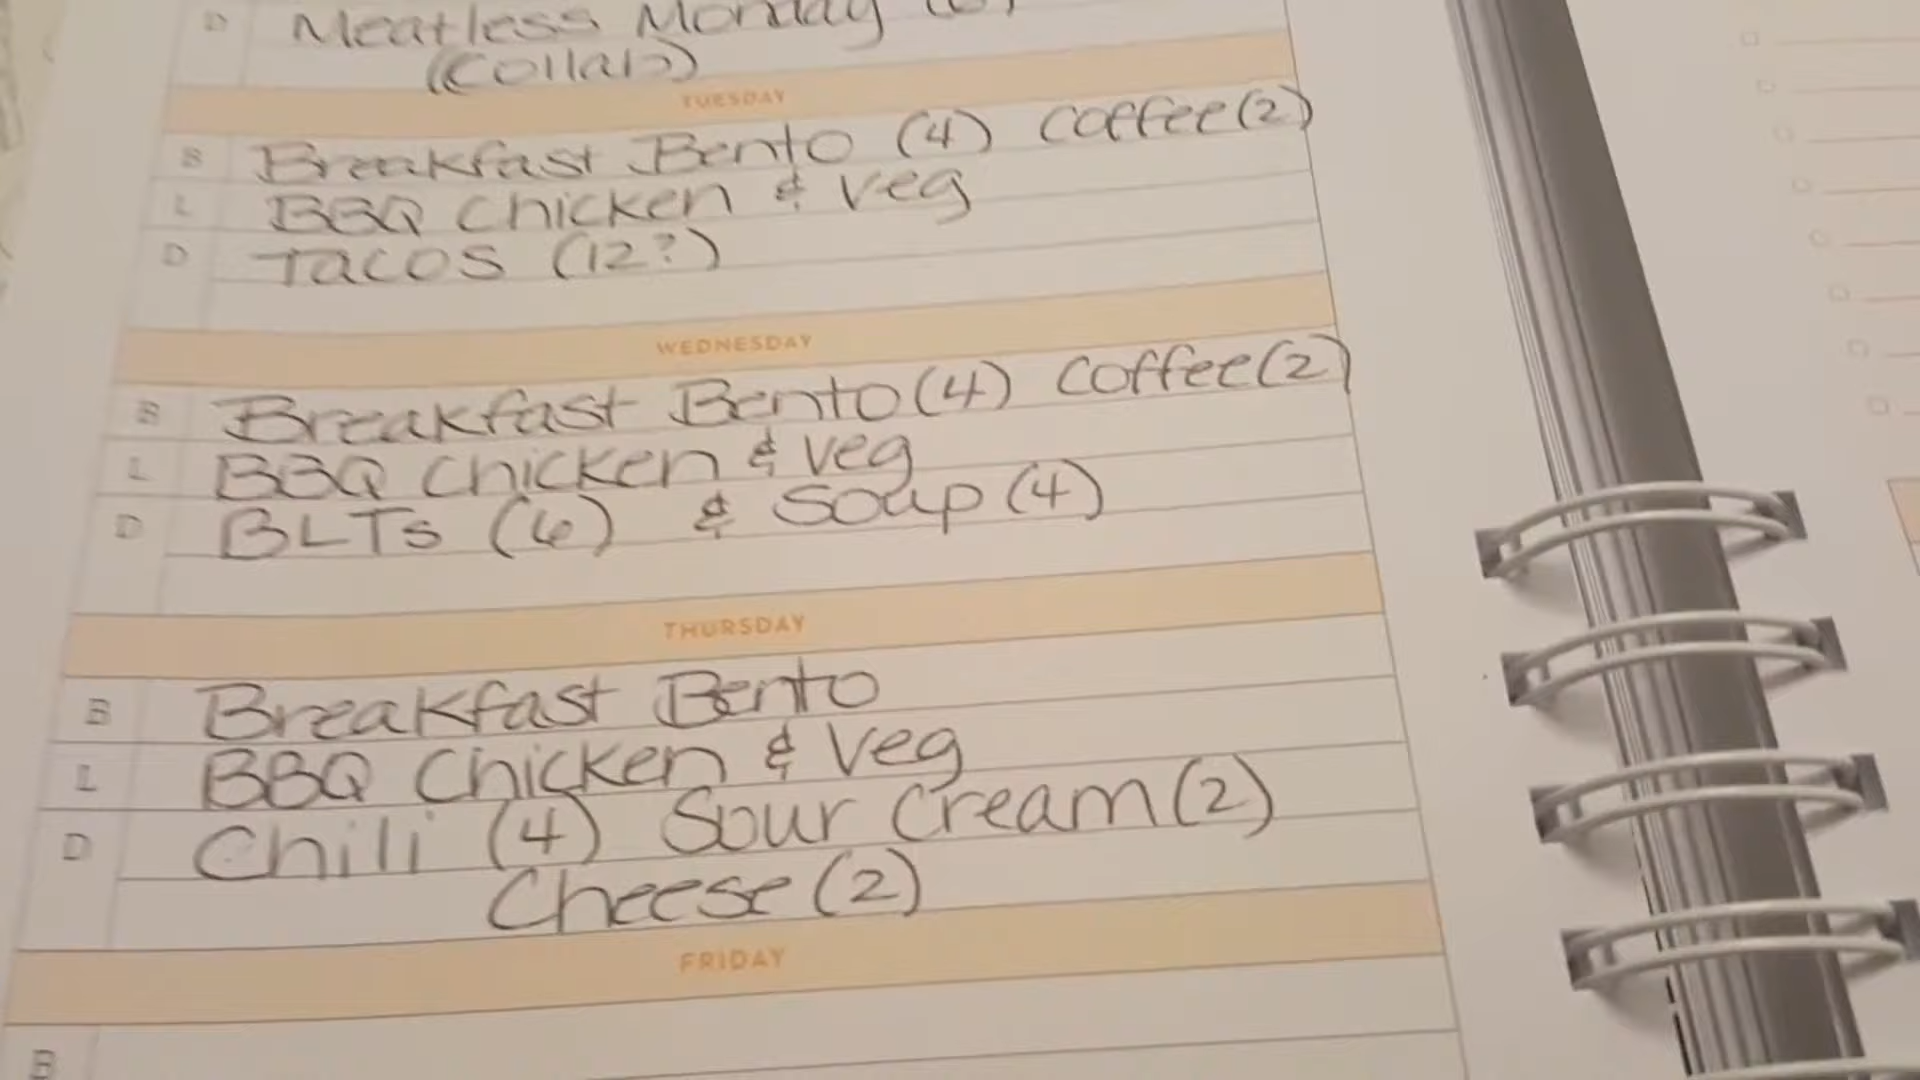 D Meatless Monday
(Collab)
TUESDAY
B Breakfast Bento (4) Coffee (2)
L BBQ Chicken & Veg
D Tacos (12?)
WEDNESDAY
B Breakfast Bento (4) Coffee (2)
L BBQ Chicken & Veg
D BLTs (6) & Soup (4)
THURSDAY
B Breakfast Bento
L BBQ Chicken & Veg
D Chili (4) Sour Cream (2)
Cheese (2)
FRIDAY
B